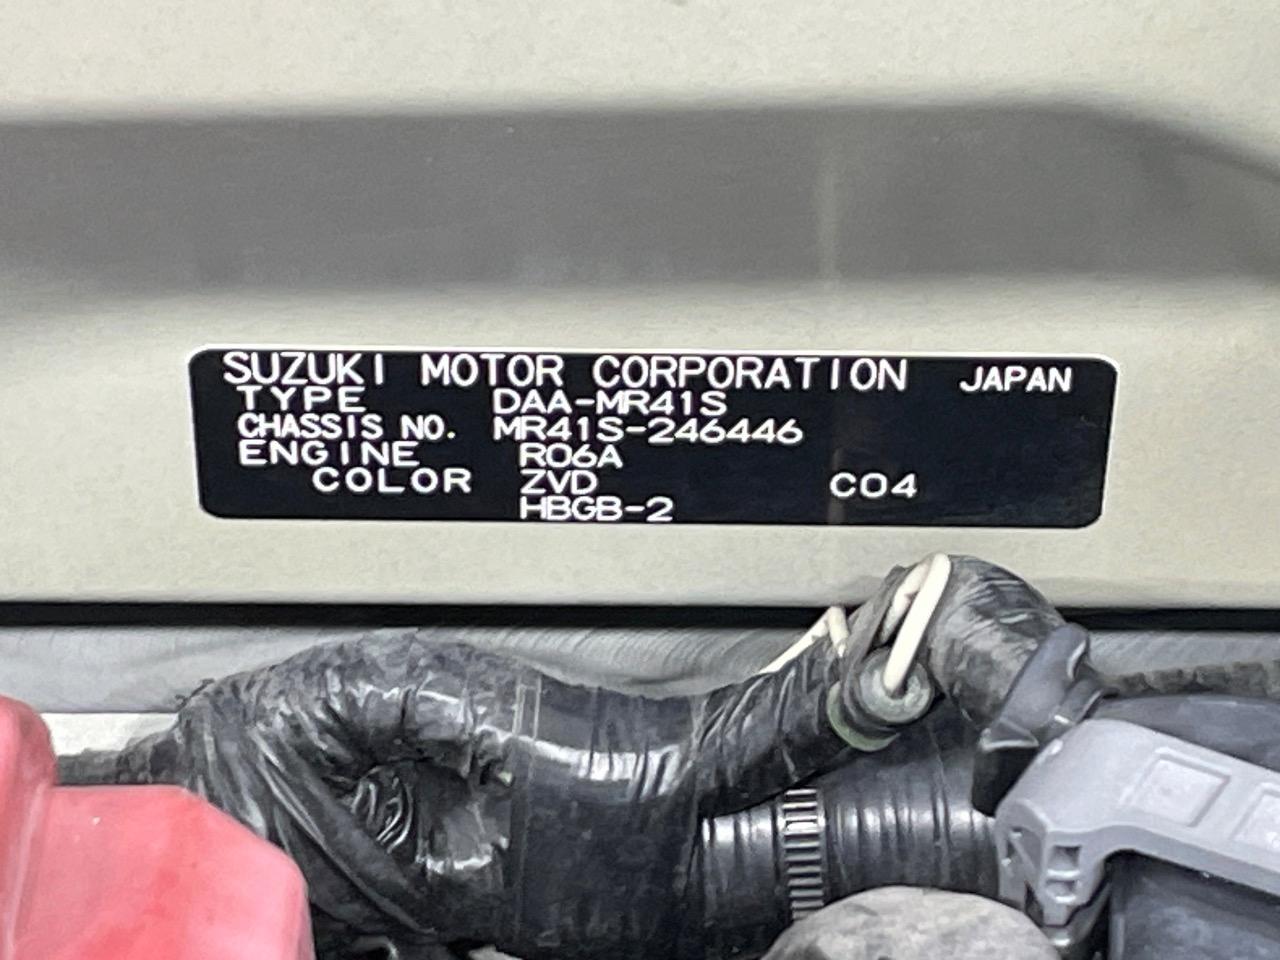 SUZUKI MOTOR CORPORATION JAPAN
TYPE DAA-MR41S
CHASSIS NO. MR41S-246446
ENGINE R06A
COLOR ZVD C04
HBGB-2